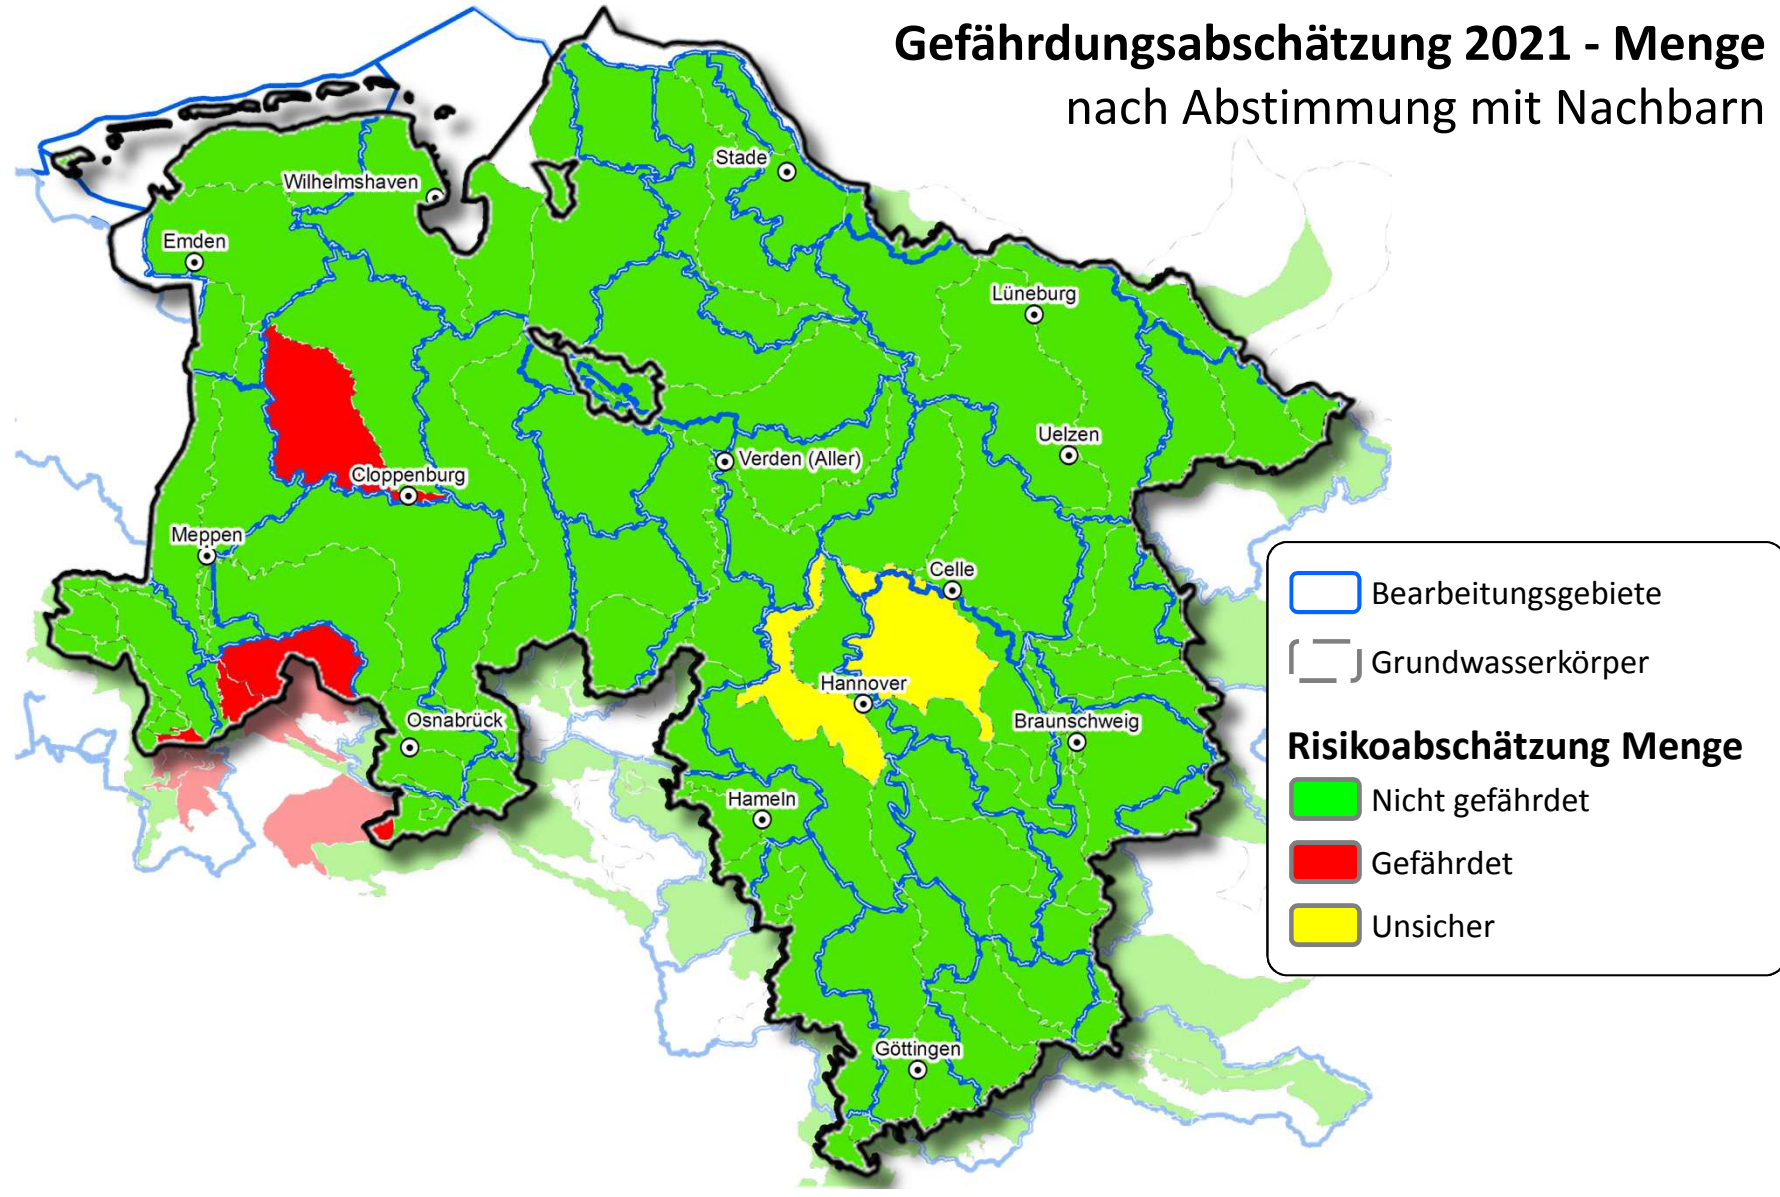 Gefährdungsabschätzung 2021 - Menge
nach Abstimmung mit Nachbarn
Stade
Wilhelmshaven
Emden
Lüneburg
Uelzen
Verden (Aller)
Cloppenburg
Meppen
Celle
Hannover
Osnabrück
Braunschweig
Hameln
Göttingen
Bearbeitungsgebiete
Grundwasserkörper
Risikoabschätzung Menge
Nicht gefährdet
Gefährdet
Unsicher